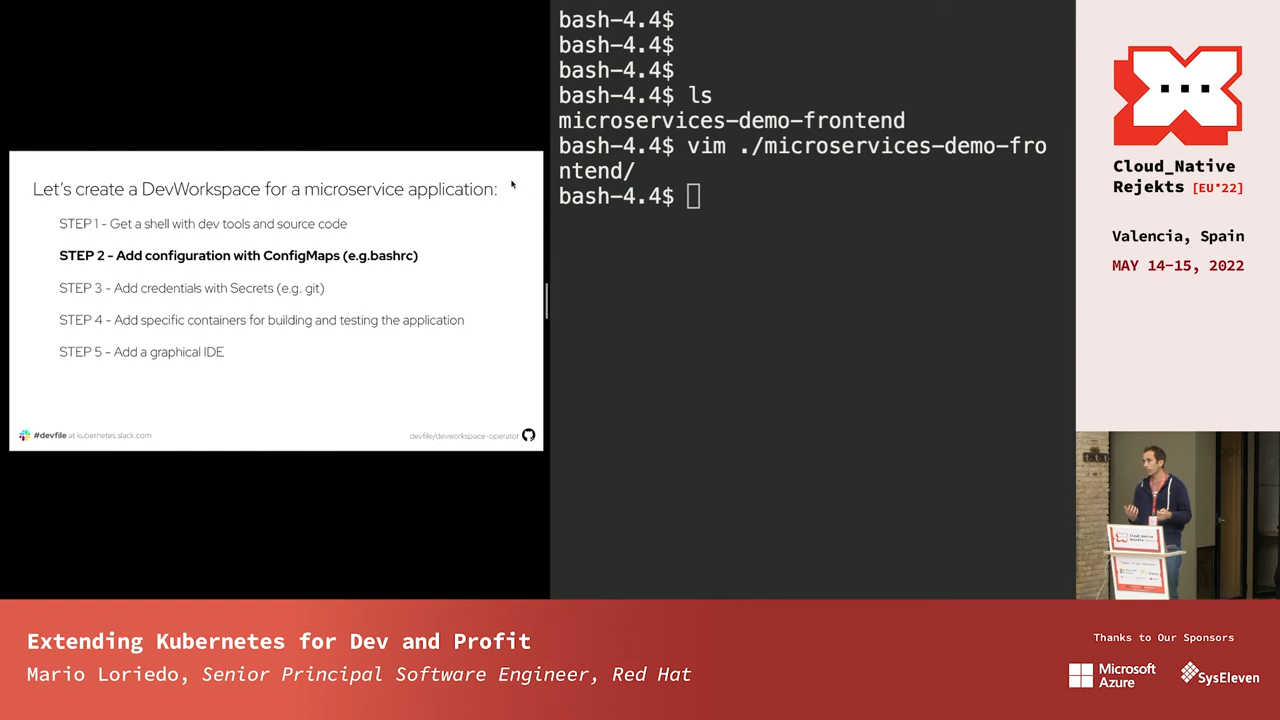 Let's create a DevWorkspace for a microservice application:
STEP 1 - Get a shell with dev tools and source code
STEP 2 - Add configuration with ConfigMaps (e.g.bashrc)
STEP 3 - Add credentials with Secrets (e.g. git)
STEP 4 - Add specific containers for building and testing the application
STEP 5 - Add a graphical IDE
#devfile at kubernetes.slack.com
devfile/devworkspace-operator
bash-4.4$
bash-4.4$
bash-4.4$
bash-4.4$ ls
microservices-demo-frontend
bash-4.4$ vim ./microservices-demo-fro
ntend/
bash-4.4$
Cloud_Native
Rejekts [EU*22]
Valencia, Spain
MAY 14-15, 2022
Cloud_Native
Rejekts
Extending Kubernetes for Dev and Profit
Mario Loriedo, Senior Principal Software Engineer, Red Hat
Thanks to Our Sponsors
Microsoft
Azure
SysEleven